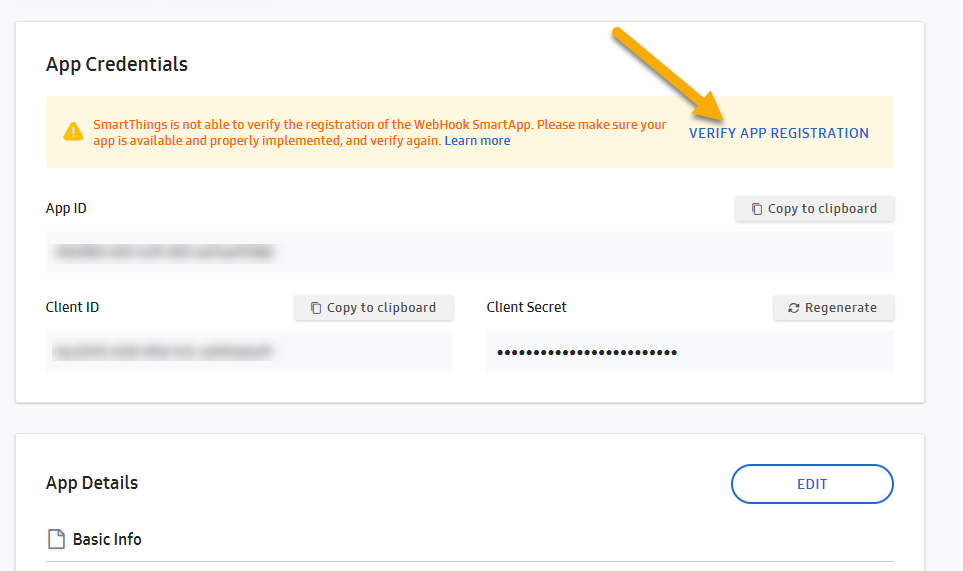 App Credentials
SmartThings is not able to verify the registration of the WebHook SmartApp. Please make sure your
app is available and properly implemented, and verify again. Learn more
VERIFY APP REGISTRATION
App ID
Copy to clipboard
Client ID
Copy to clipboard
Client Secret
Regenerate
App Details
EDIT
Basic Info